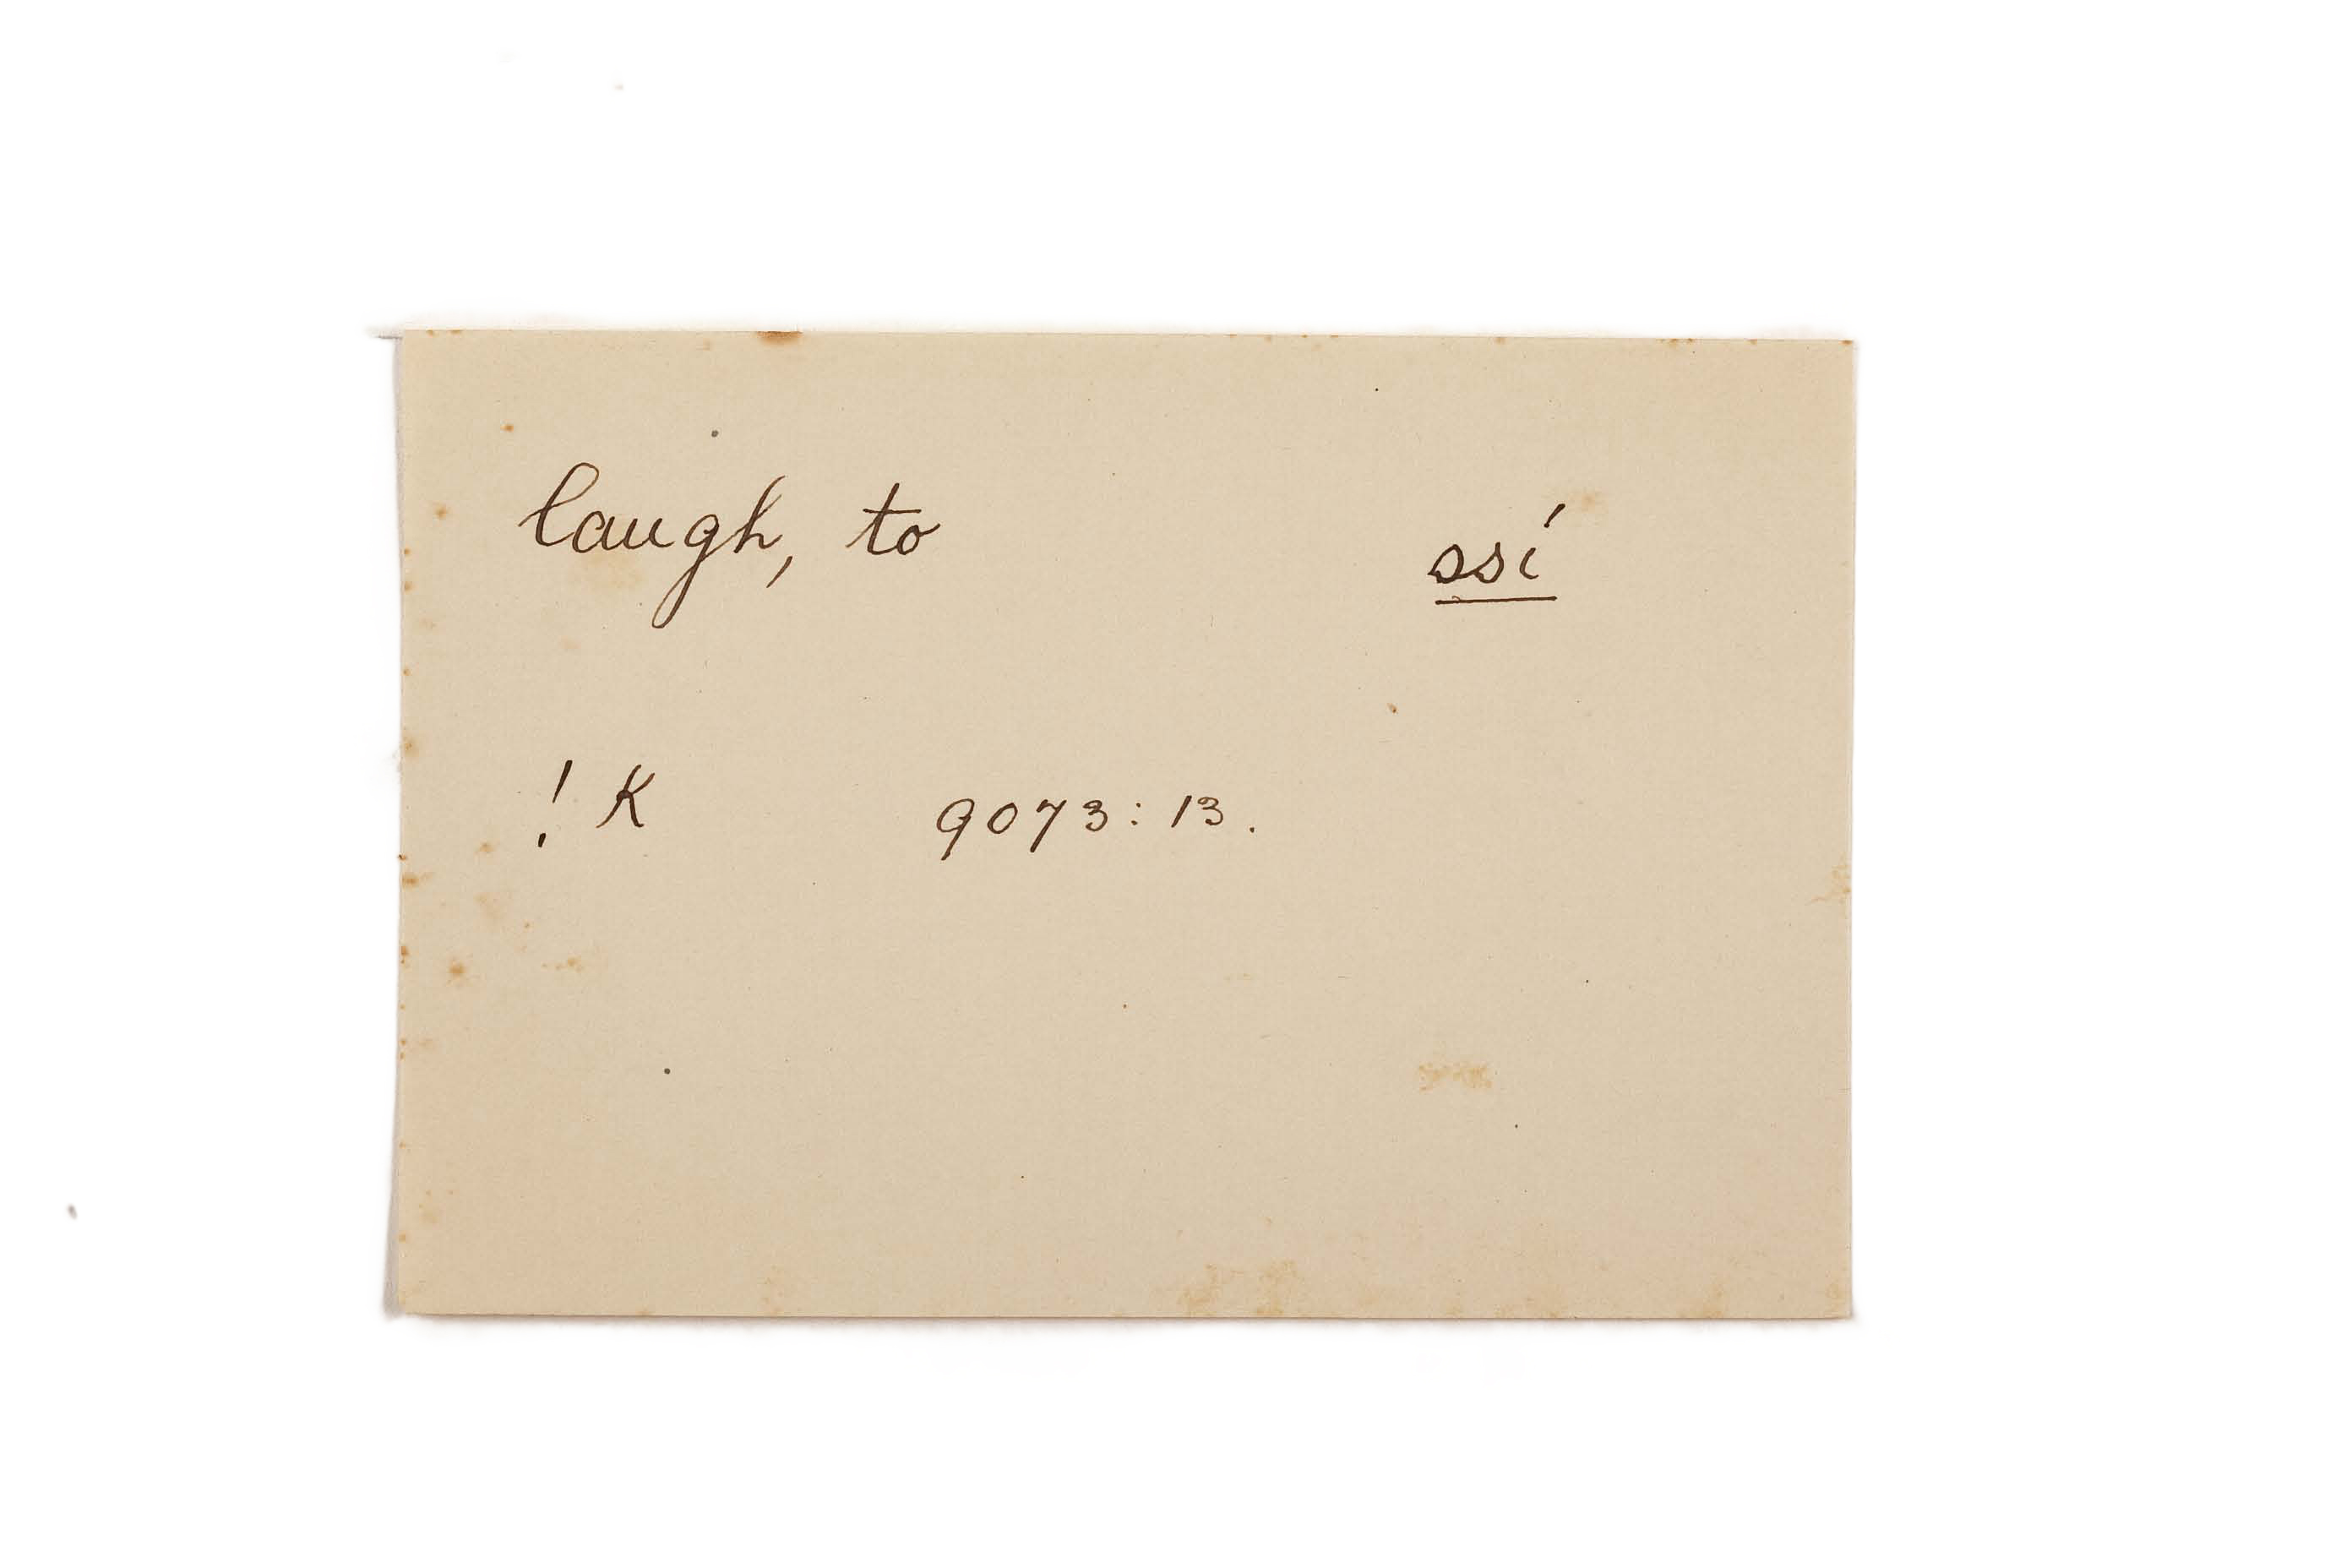 laugh, to ssí
! K 9073:13.